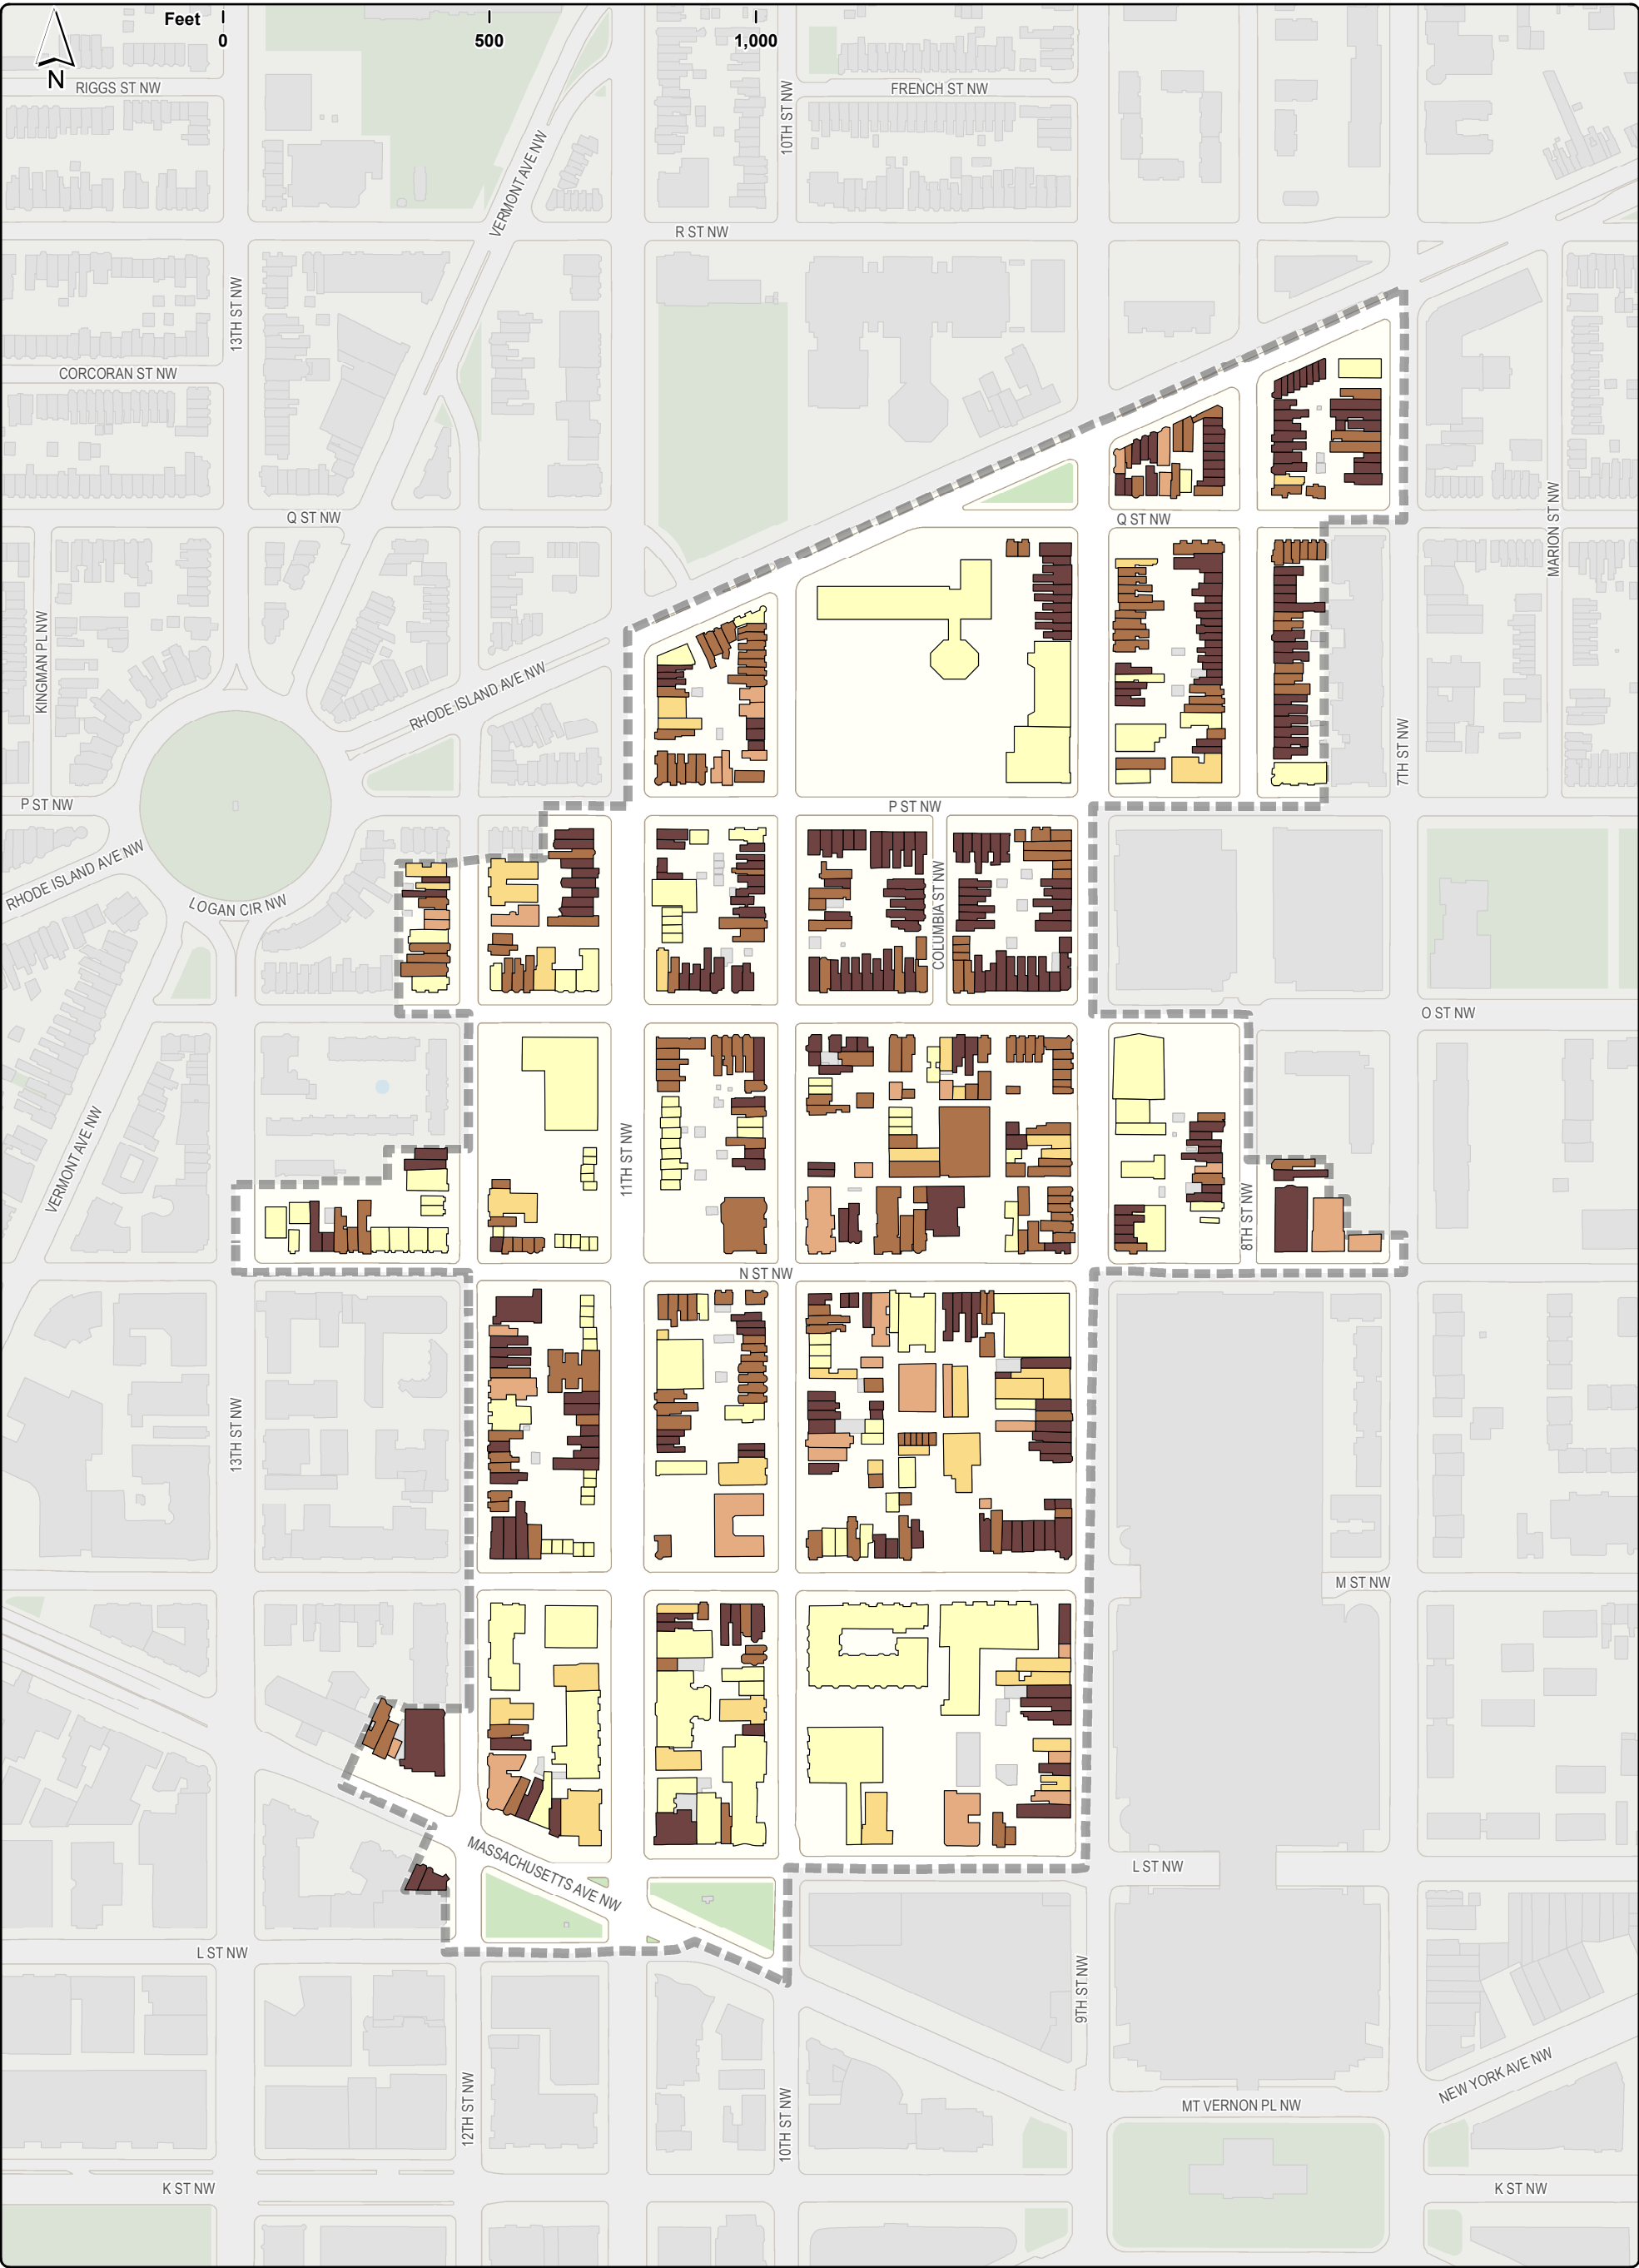 Feet
0
500
1,000
N
RIGGS ST NW
FRENCH ST NW
10TH ST NW
VERMONT AVE NW
R ST NW
13TH ST NW
CORCORAN ST NW
Q ST NW
Q ST NW
MARION ST NW
KINGMAN PL NW
RHODE ISLAND AVE NW
7TH ST NW
P ST NW
P ST NW
RHODE ISLAND AVE NW
LOGAN CIR NW
COLUMBIA ST NW
O ST NW
VERMONT AVE NW
11TH ST NW
8TH ST NW
N ST NW
13TH ST NW
M ST NW
MASSACHUSETTS AVE NW
L ST NW
L ST NW
9TH ST NW
12TH ST NW
10TH ST NW
NEW YORK AVE NW
MT VERNON PL NW
K ST NW
K ST NW